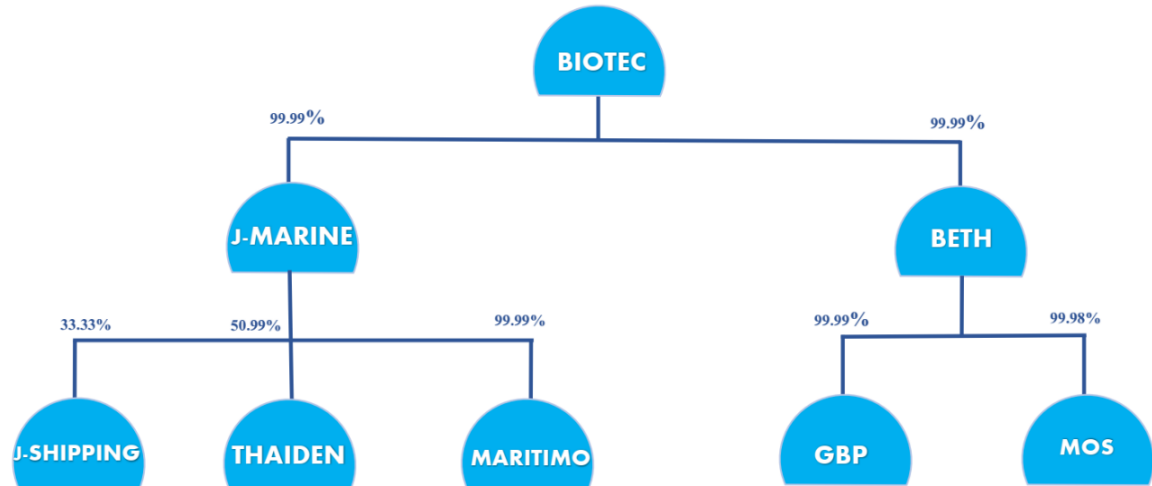 BIOTEC
99.99%
99.99%
J-MARINE
BETH
33.33%
50.99%
99.99%
99.99%
99.98%
J-SHIPPING
THAIDEN
MARITIMO
GBP
MOS